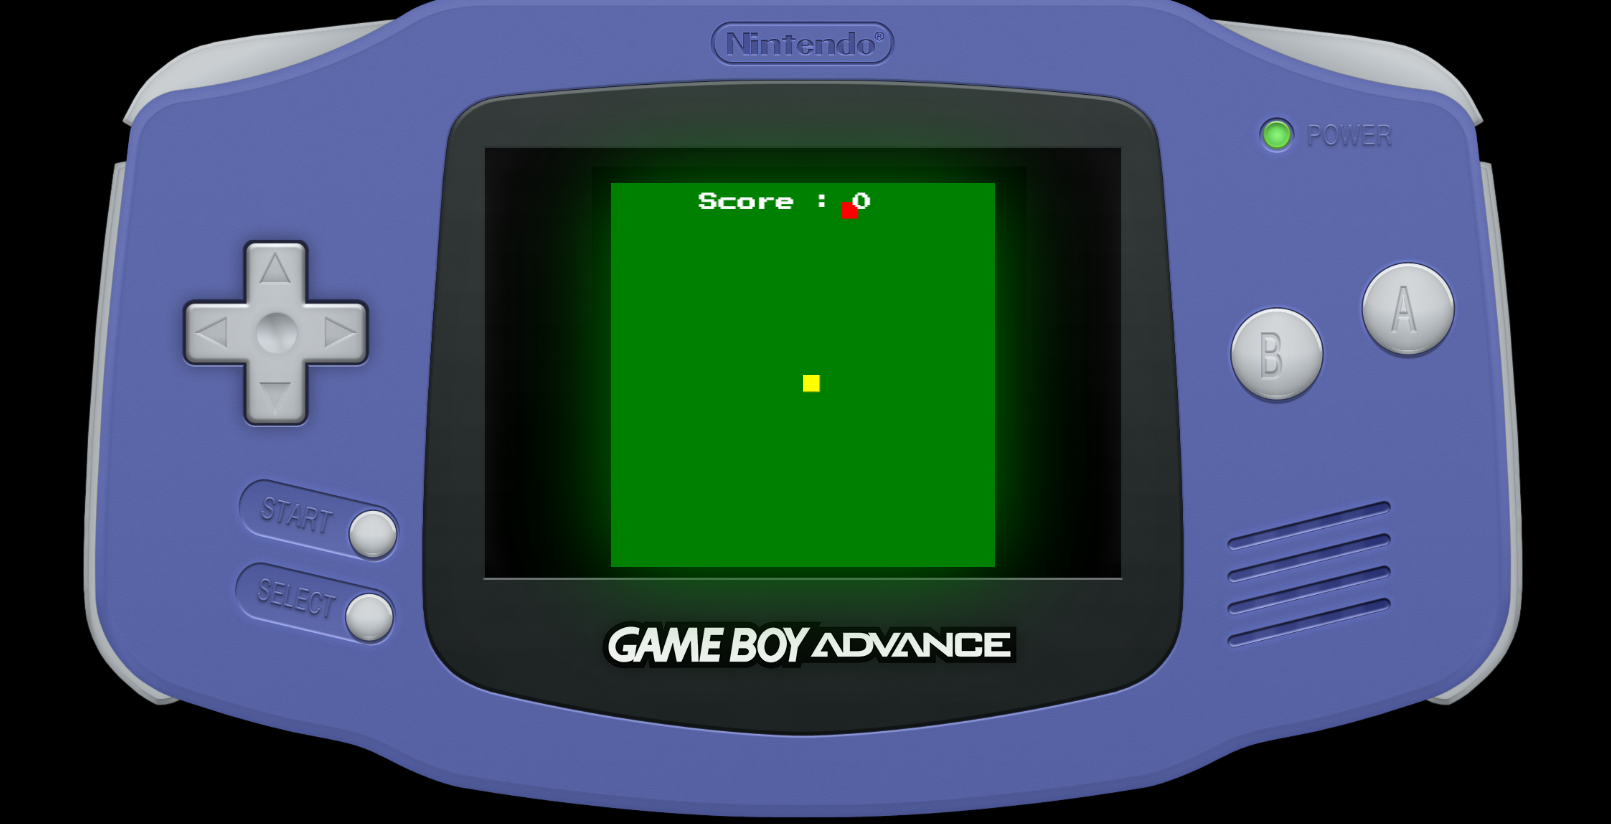 Nintendo®
POWER
Score : 0
A
B
START
SELECT
GAME BOY ADVANCE